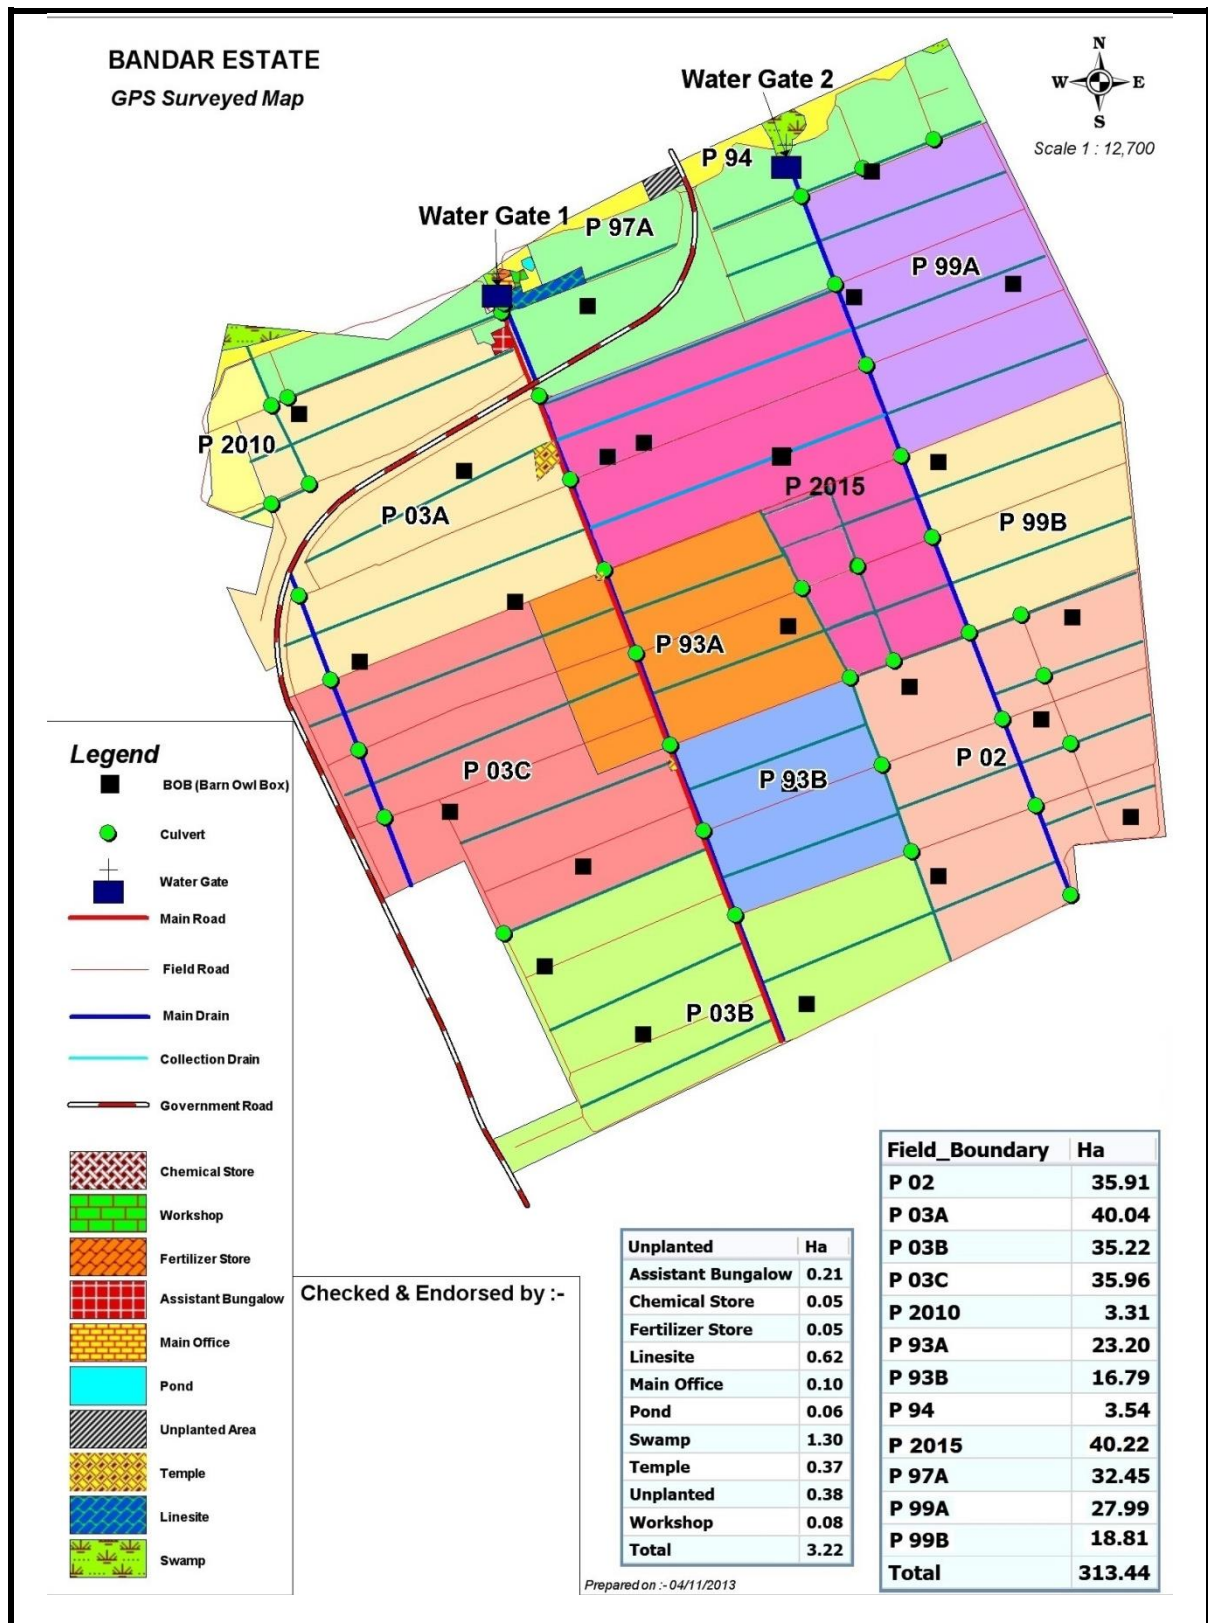 BANDAR ESTATE
GPS Surveyed Map
Water Gate 2
N
W E
S
Scale 1 : 12,700
P 94
Water Gate 1
P 97A
P 99A
P 2010
P 03A
P 2015
P 99B
P 93A
P 03C
P 93B
P 02
P 03B
Legend
BOB (Barn Owl Box)
Culvert
Water Gate
Main Road
Field Road
Main Drain
Collection Drain
Government Road
Chemical Store
Workshop
Fertilizer Store
Assistant Bungalow
Main Office
Pond
Unplanted Area
Temple
Linesite
Swamp
Checked & Endorsed by :-
Unplanted Ha
Assistant Bungalow 0.21
Chemical Store 0.05
Fertilizer Store 0.05
Linesite 0.62
Main Office 0.10
Pond 0.06
Swamp 1.30
Temple 0.37
Unplanted 0.38
Workshop 0.08
Total 3.22
Prepared on :- 04/11/2013
Field_Boundary Ha
P 02 35.91
P 03A 40.04
P 03B 35.22
P 03C 35.96
P 2010 3.31
P 93A 23.20
P 93B 16.79
P 94 3.54
P 2015 40.22
P 97A 32.45
P 99A 27.99
P 99B 18.81
Total 313.44